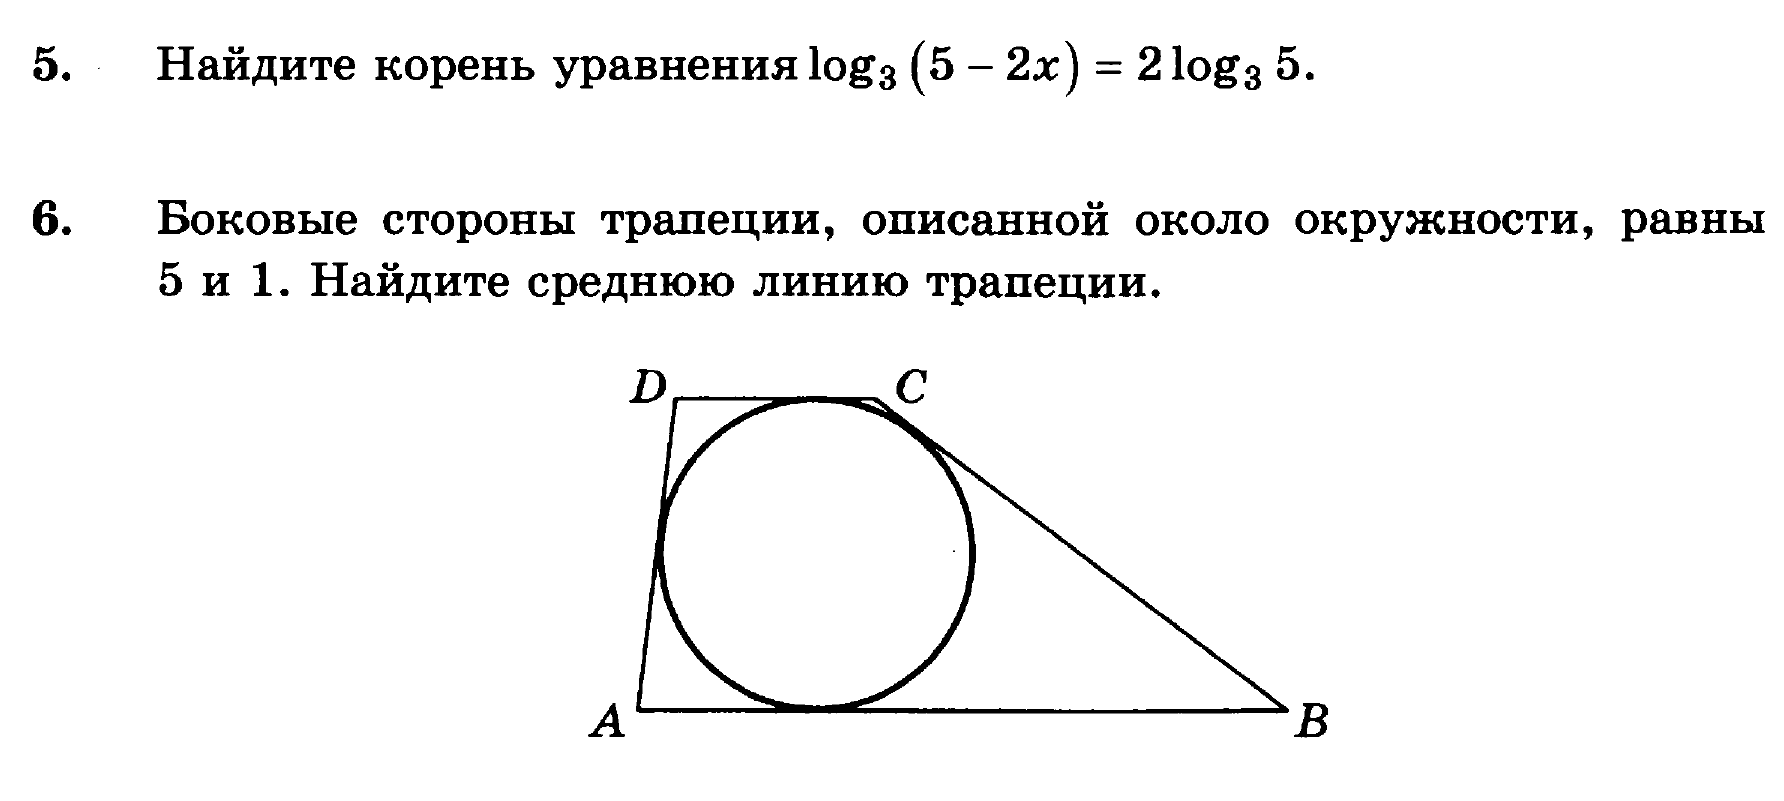 5. Найдите корень уравнения log₃ (5 – 2x) = 2 log₃ 5.
6. Боковые стороны трапеции, описанной около окружности, равны
5 и 1. Найдите среднюю линию трапеции.
D C
A B